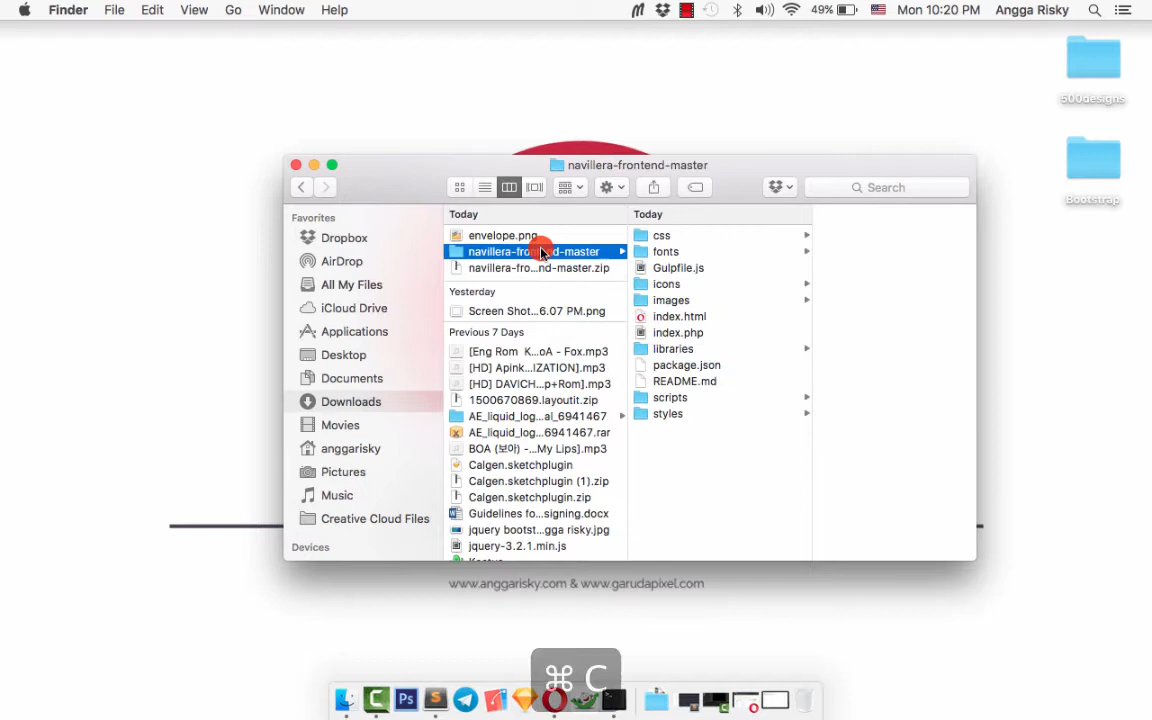 Finder File Edit View Go Window Help 49% Mon 10:20 PM Angga Risky
500designs
Bootstrap
navillera-frontend-master
Search
Favorites
Dropbox
AirDrop
All My Files
iCloud Drive
Applications
Desktop
Documents
Downloads
Movies
anggarisky
Pictures
Music
Creative Cloud Files
Devices
Today
envelope.png
navillera-fro...nd-master.zip
Yesterday
Screen Shot...6.07 PM.png
Previous 7 Days
[Eng Rom K...oA - Fox.mp3
[HD] Apink...IZATION].mp3
[HD] DAVICH...p+Rom].mp3
1500670869.layoutit.zip
AE_liquid_log...al_6941467
AE_liquid_log...6941467.rar
BOA (보아) -...My Lips].mp3
Calgen.sketchplugin
Calgen.sketchplugin (1).zip
Calgen.sketchplugin.zip
Guidelines fo...signing.docx
jquery bootst...gga risky.jpg
jquery-3.2.1.min.js
Today
css
fonts
Gulpfile.js
icons
images
index.html
index.php
libraries
package.json
README.md
scripts
styles
www.anggarisky.com & www.garudapixel.com
⌘ C
Ps